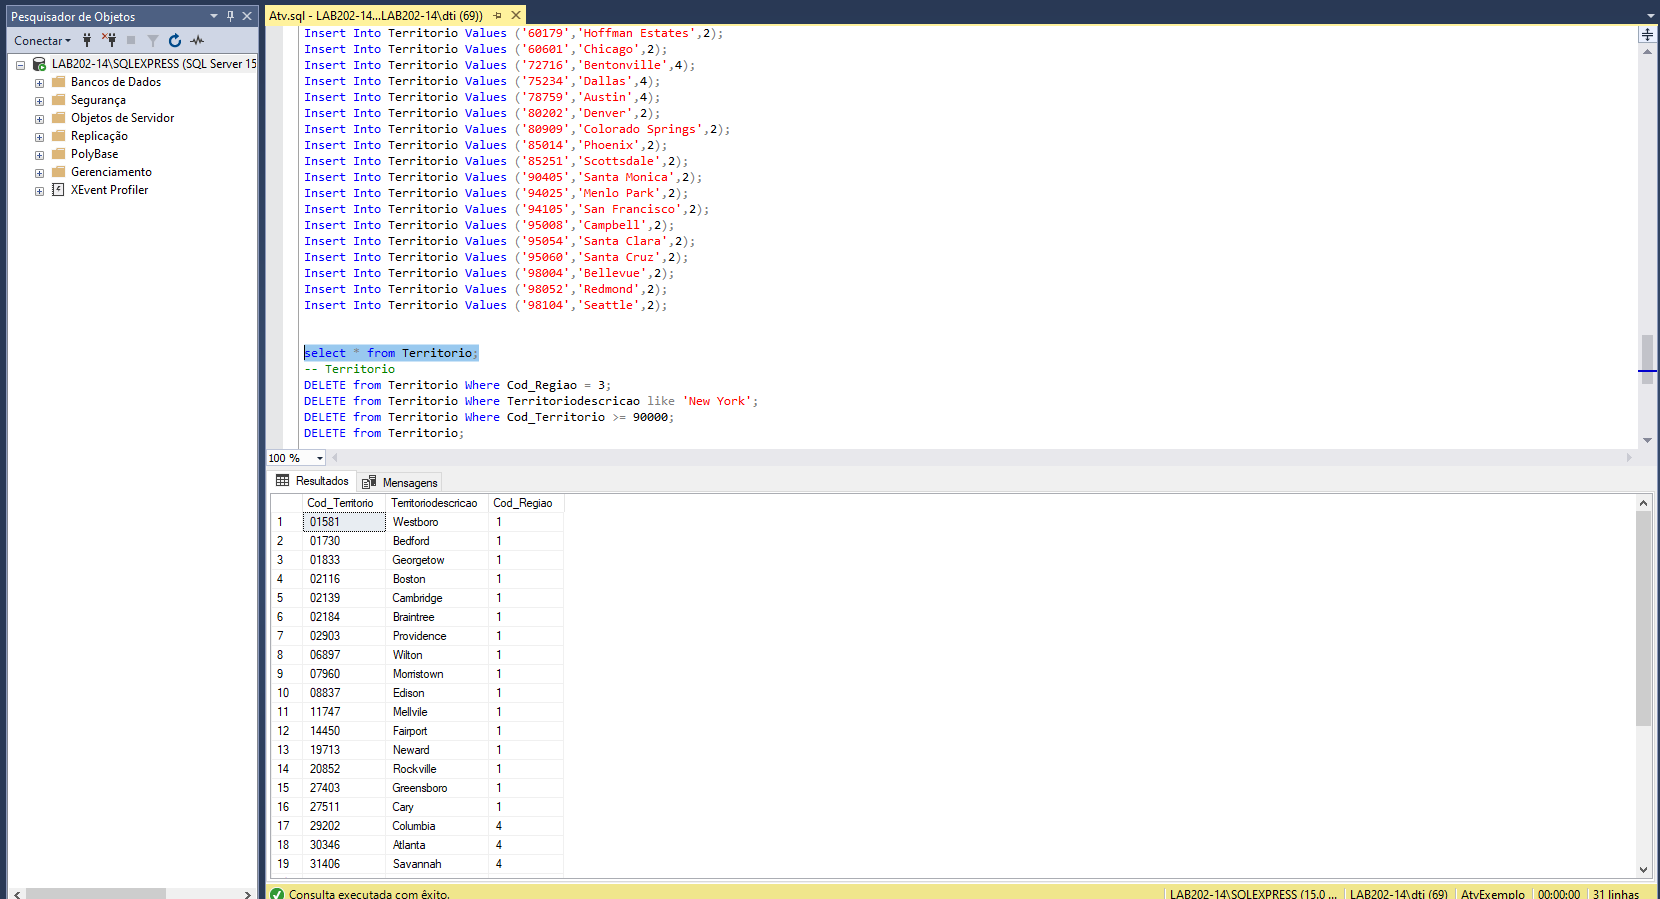 Pesquisador de Objetos
Conectar
LAB202-14\SQLEXPRESS (SQL Server 15
Bancos de Dados
Segurança
Objetos de Servidor
Replicação
PolyBase
Gerenciamento
XEvent Profiler
Atv.sql - LAB202-14...LAB202-14\dti (69))
Insert Into Territorio Values ('60179','Hoffman Estates',2);
Insert Into Territorio Values ('60601','Chicago',2);
Insert Into Territorio Values ('72716','Bentonville',4);
Insert Into Territorio Values ('75234','Dallas',4);
Insert Into Territorio Values ('78759','Austin',4);
Insert Into Territorio Values ('80202','Denver',2);
Insert Into Territorio Values ('80909','Colorado Springs',2);
Insert Into Territorio Values ('85014','Phoenix',2);
Insert Into Territorio Values ('85251','Scottsdale',2);
Insert Into Territorio Values ('90405','Santa Monica',2);
Insert Into Territorio Values ('94025','Menlo Park',2);
Insert Into Territorio Values ('94105','San Francisco',2);
Insert Into Territorio Values ('95008','Campbell',2);
Insert Into Territorio Values ('95054','Santa Clara',2);
Insert Into Territorio Values ('95060','Santa Cruz',2);
Insert Into Territorio Values ('98004','Bellevue',2);
Insert Into Territorio Values ('98052','Redmond',2);
Insert Into Territorio Values ('98104','Seattle',2);
select * from Territorio;
-- Territorio
DELETE from Territorio Where Cod_Regiao = 3;
DELETE from Territorio Where Territoriodescricao like 'New York';
DELETE from Territorio Where Cod_Territorio >= 90000;
DELETE from Territorio;
100 %
Resultados Mensagens
Cod_Territorio Territoriodescricao Cod_Regiao
1 01581 Westboro 1
2 01730 Bedford 1
3 01833 Georgetow 1
4 02116 Boston 1
5 02139 Cambridge 1
6 02184 Braintree 1
7 02903 Providence 1
8 06897 Wilton 1
9 07960 Morristown 1
10 08837 Edison 1
11 11747 Mellvile 1
12 14450 Fairport 1
13 19713 Neward 1
14 20852 Rockville 1
15 27403 Greensboro 1
16 27511 Cary 1
17 29202 Columbia 4
18 30346 Atlanta 4
19 31406 Savannah 4
Consulta executada com êxito. LAB202-14\SQLEXPRESS (15.0 ... LAB202-14\dti (69) AtvExemplo 00:00:00 31 linhas